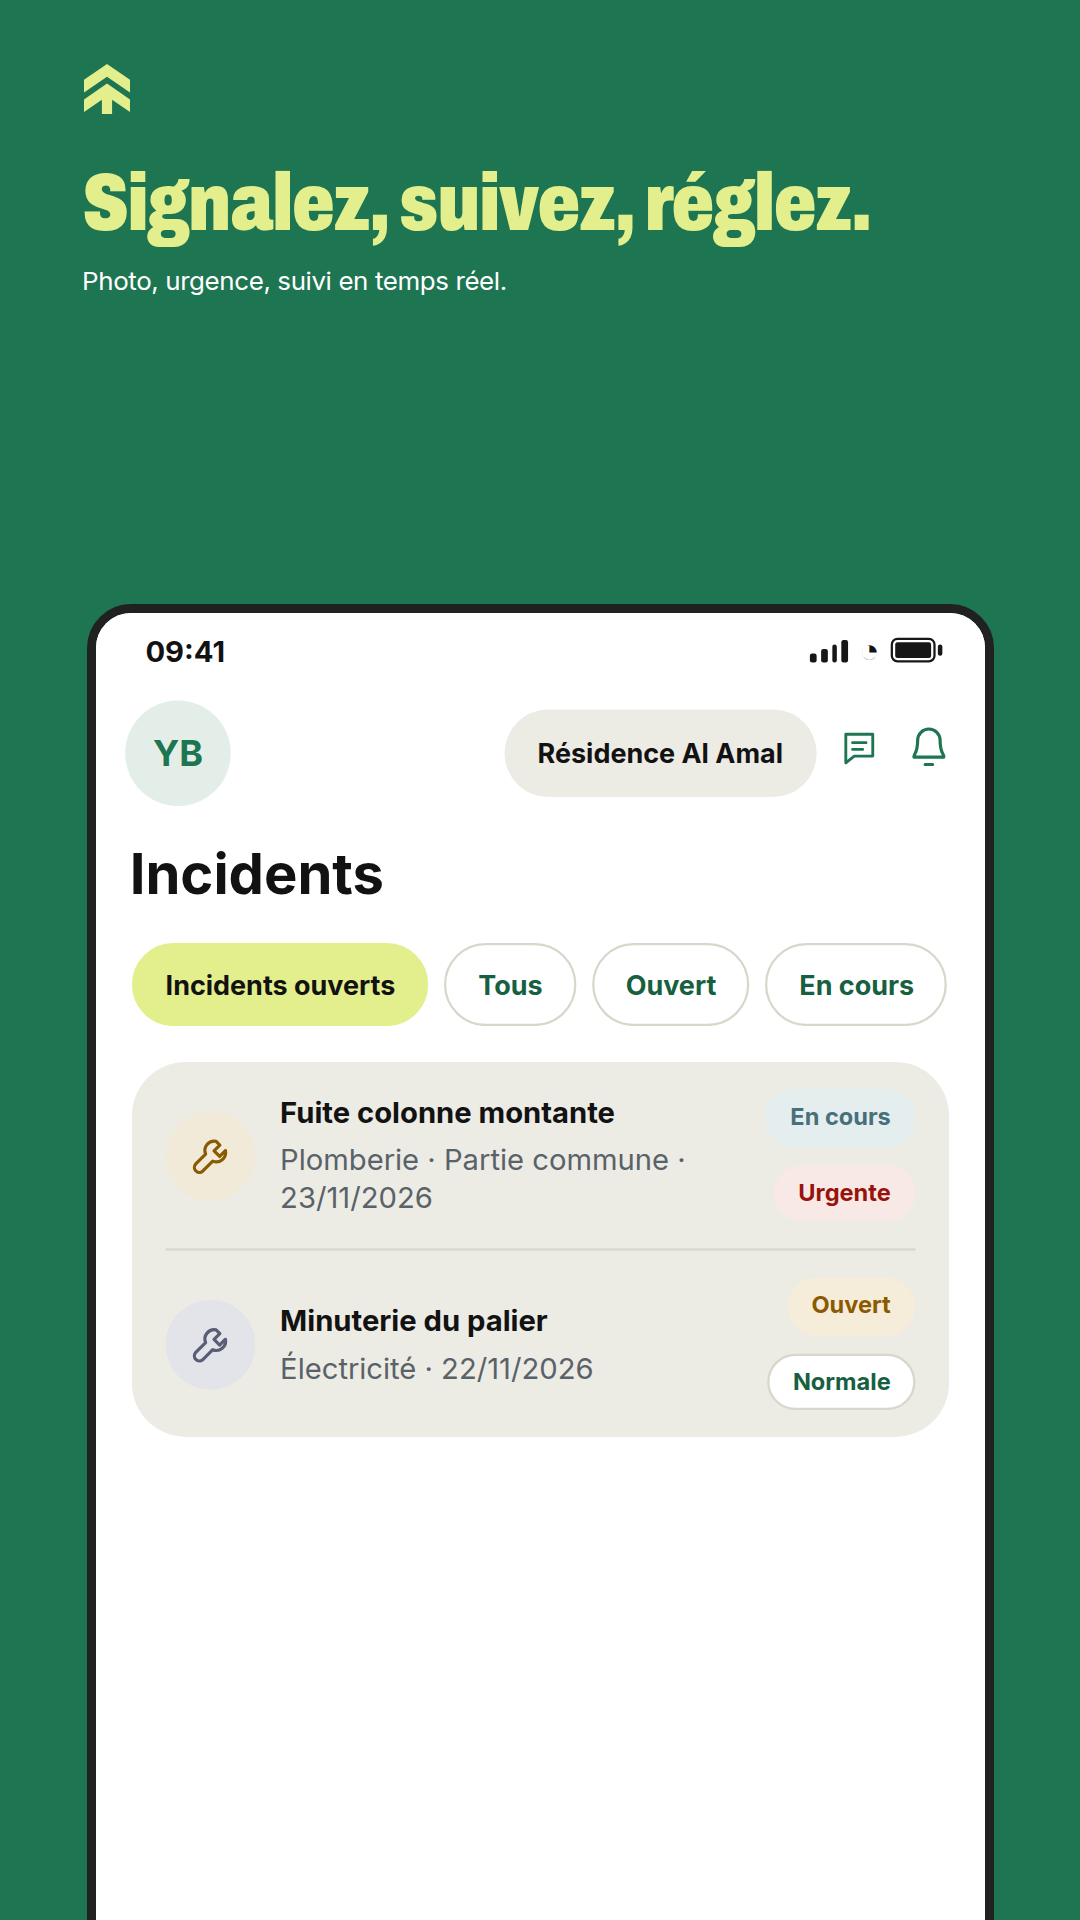 Signalez, suivez, réglez.
Photo, urgence, suivi en temps réel.
09:41
YB
Résidence Al Amal
Incidents
Incidents ouverts
Tous
Ouvert
En cours
Fuite colonne montante
Plomberie · Partie commune ·
23/11/2026
En cours
Urgente
Minuterie du palier
Électricité · 22/11/2026
Ouvert
Normale